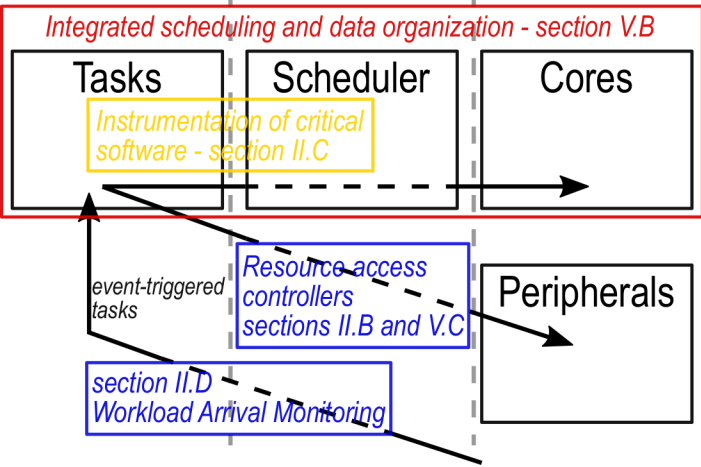 Integrated scheduling and data organization - section V.B
Tasks
Scheduler
Cores
Instrumentation of critical
software - section II.C
Resource access
controllers
sections II.B and V.C
event-triggered
tasks
Peripherals
section II.D
Workload Arrival Monitoring